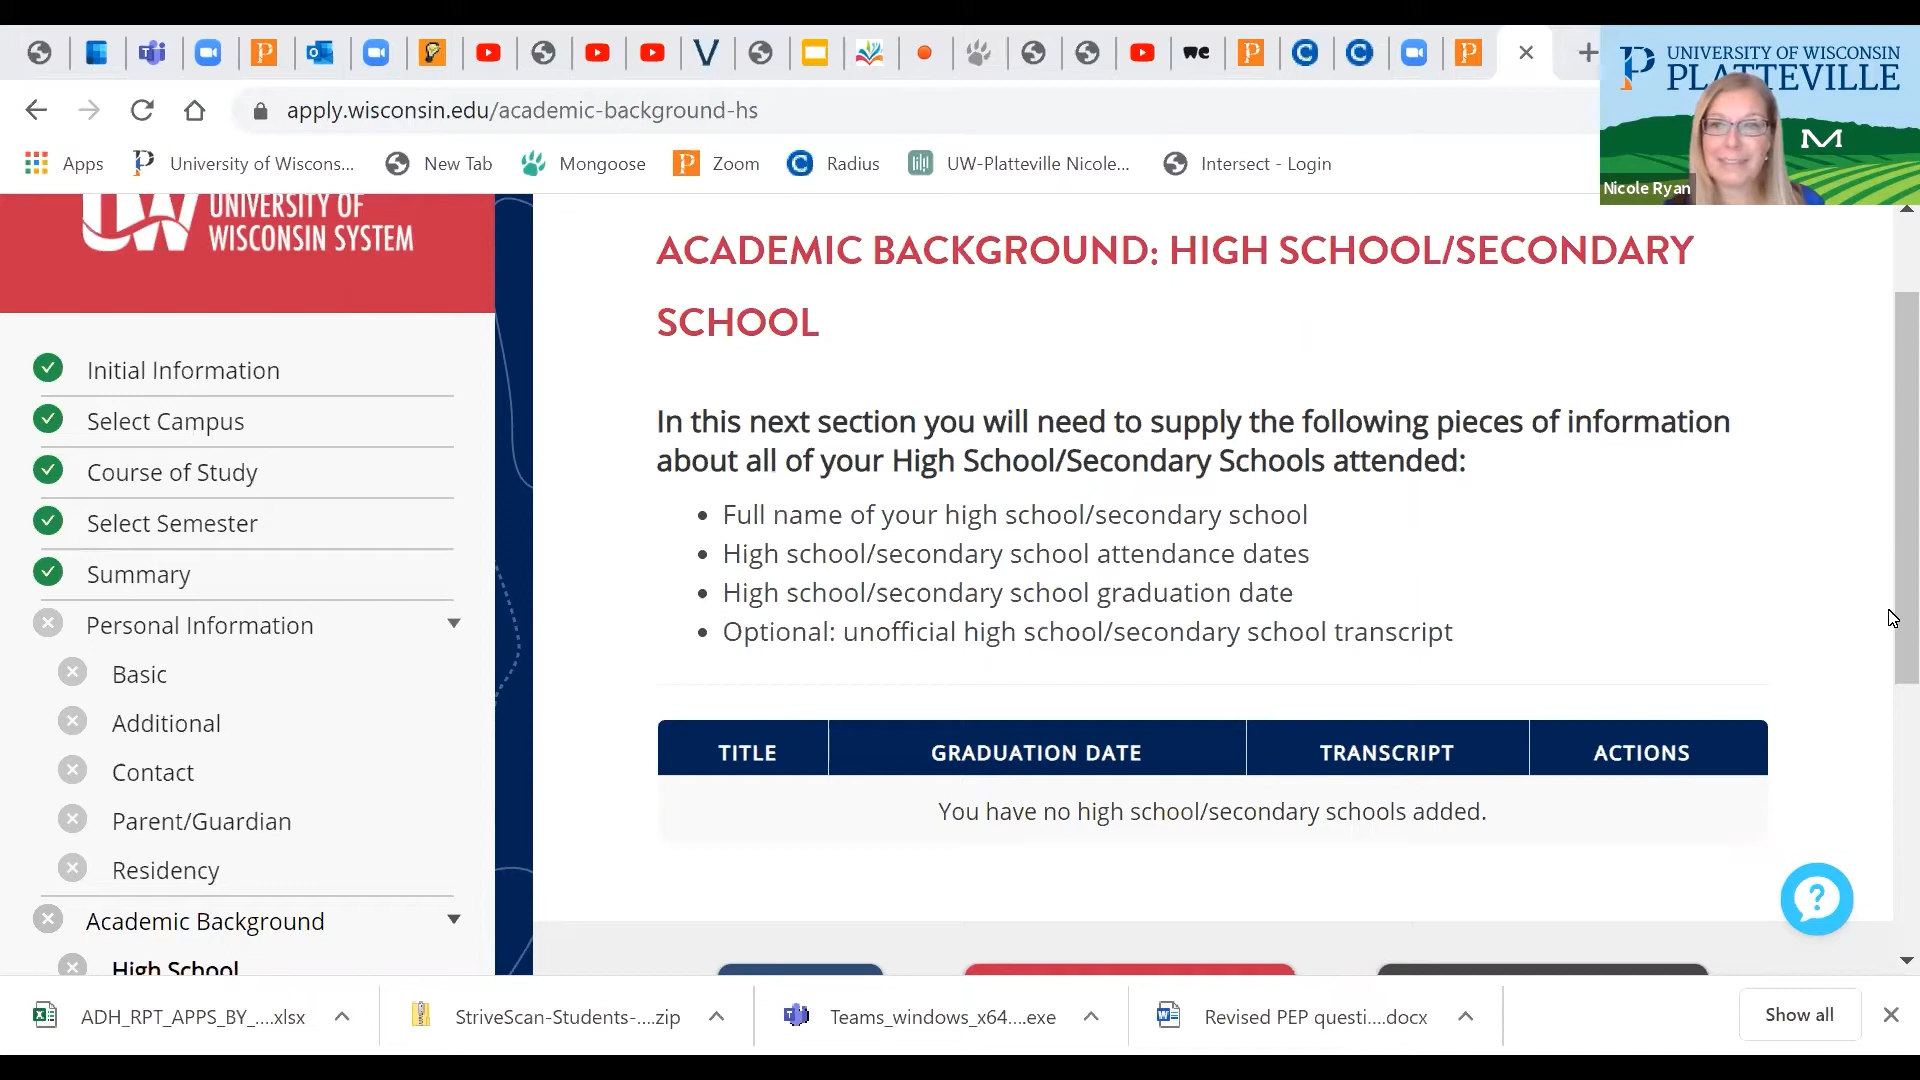 UNIVERSITY OF WISCONSIN
PLATTEVILLE
Nicole Ryan
apply.wisconsin.edu/academic-background-hs
Apps
University of Wiscons...
New Tab
Mongoose
Zoom
Radius
UW-Platteville Nicole...
Intersect - Login
UW
UNIVERSITY OF
WISCONSIN SYSTEM
Initial Information
Select Campus
Course of Study
Select Semester
Summary
Personal Information
Basic
Additional
Contact
Parent/Guardian
Residency
Academic Background
High School
ACADEMIC BACKGROUND: HIGH SCHOOL/SECONDARY
SCHOOL
In this next section you will need to supply the following pieces of information
about all of your High School/Secondary Schools attended:
• Full name of your high school/secondary school
• High school/secondary school attendance dates
• High school/secondary school graduation date
• Optional: unofficial high school/secondary school transcript
TITLE GRADUATION DATE TRANSCRIPT ACTIONS
You have no high school/secondary schools added.
ADH_RPT_APPS_BY_....xlsx
StriveScan-Students-....zip
Teams_windows_x64....exe
Revised PEP questi....docx
Show all